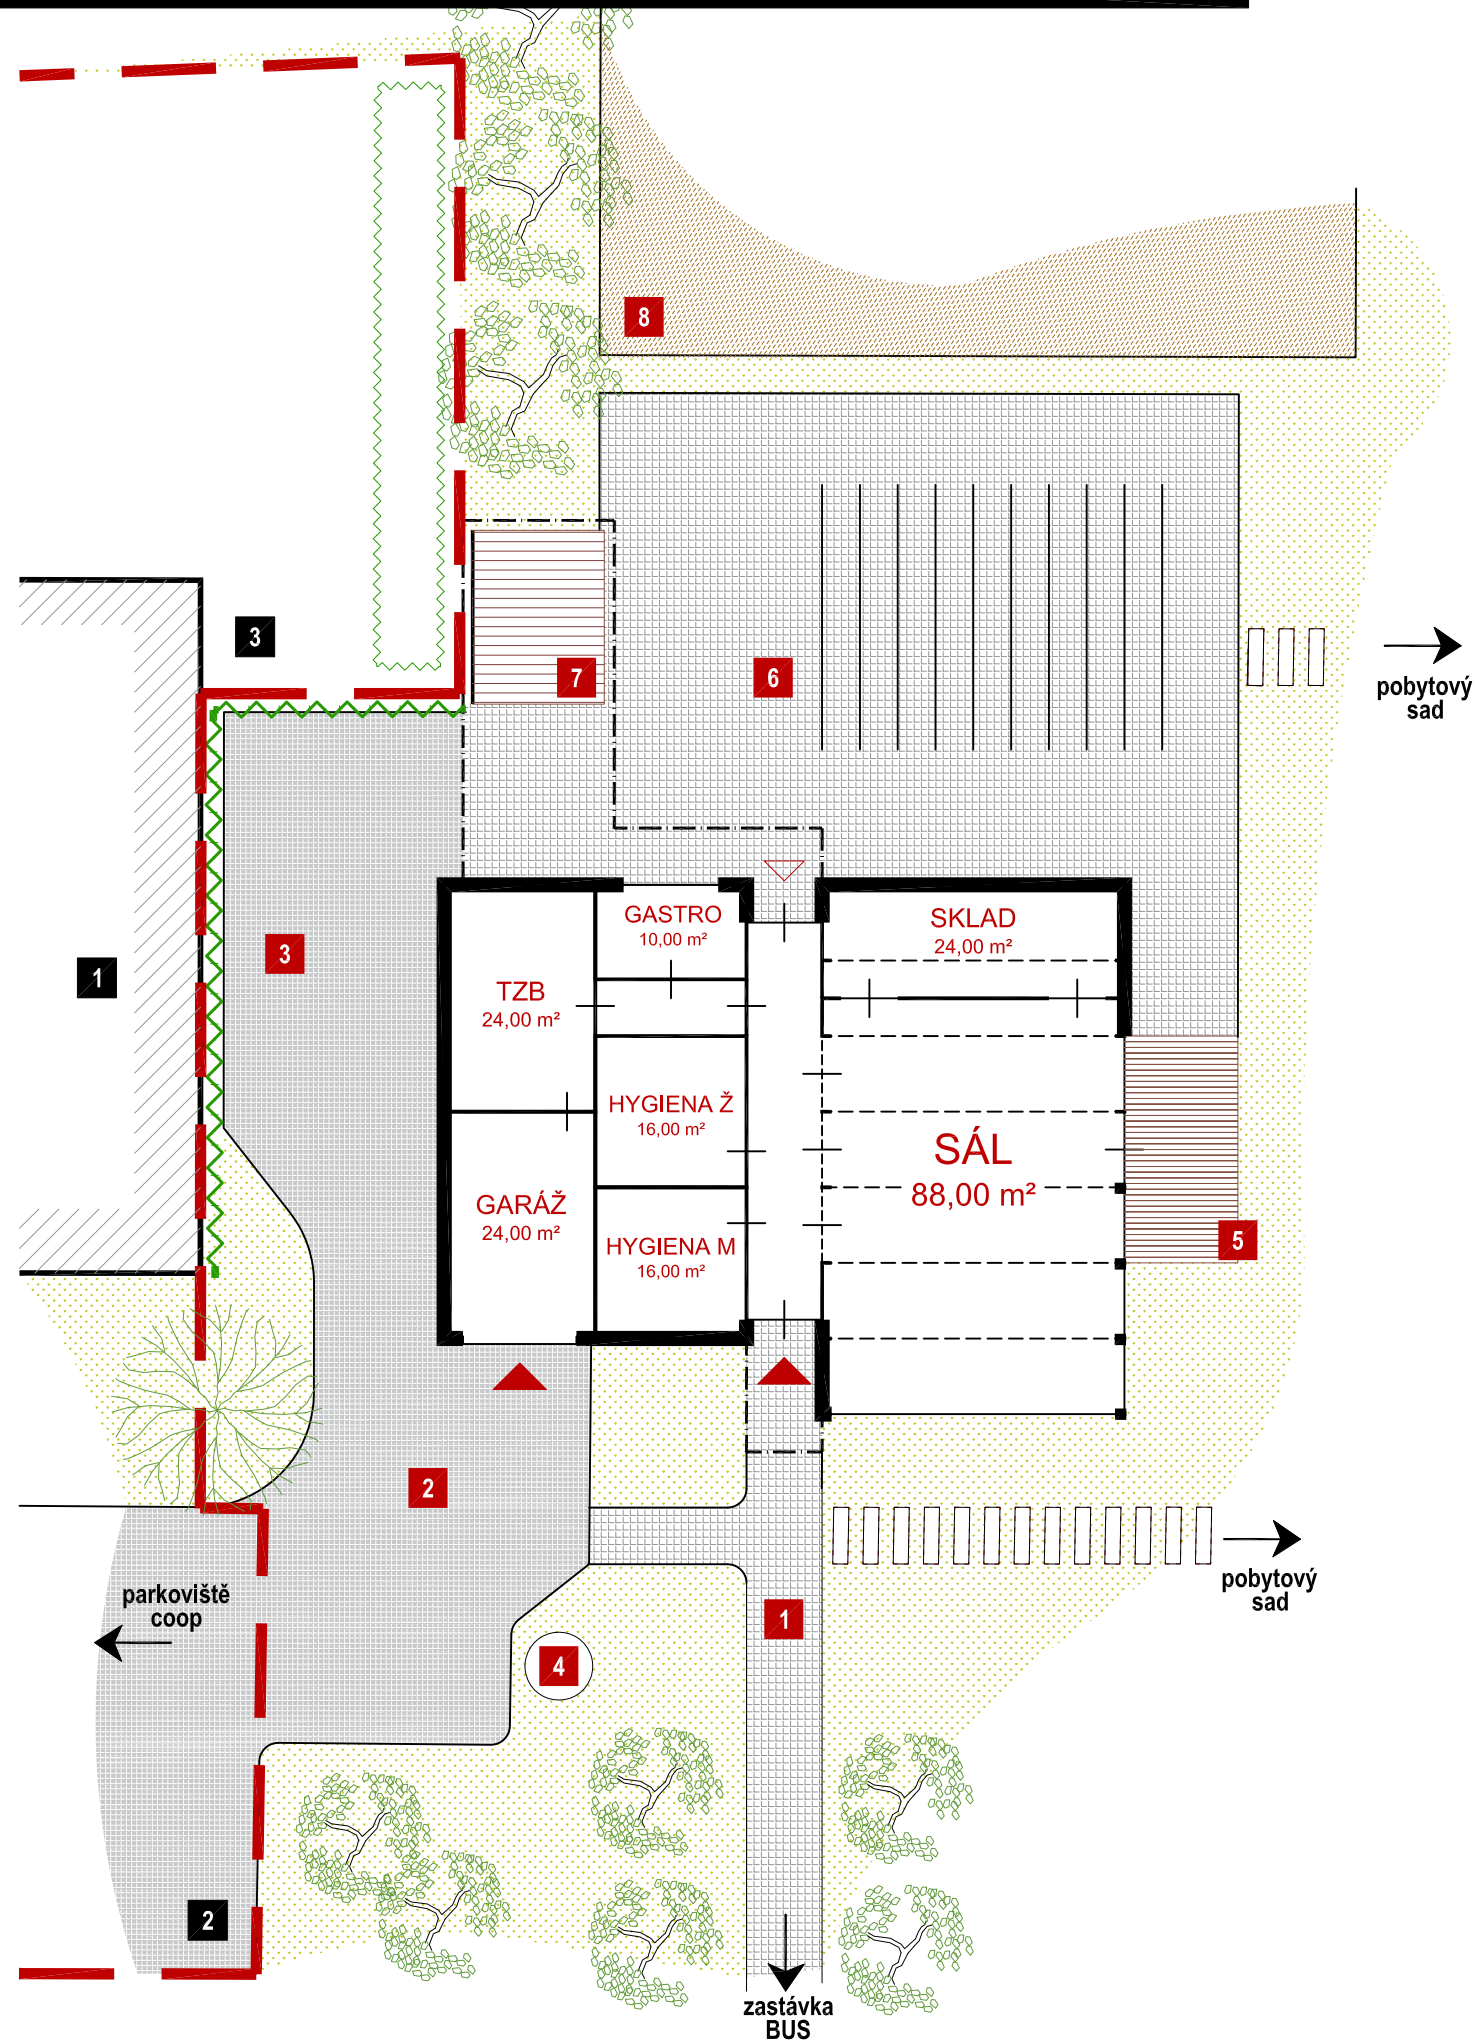 8
3
7
6
pobytový
sad
GASTRO
10,00 m²
SKLAD
24,00 m²
3
1
TZB
24,00 m²
HYGIENA Ž
16,00 m²
SÁL
88,00 m²
GARÁŽ
24,00 m²
HYGIENA M
16,00 m²
5
2
pobytový
sad
parkoviště
coop
1
4
2
zastávka
BUS